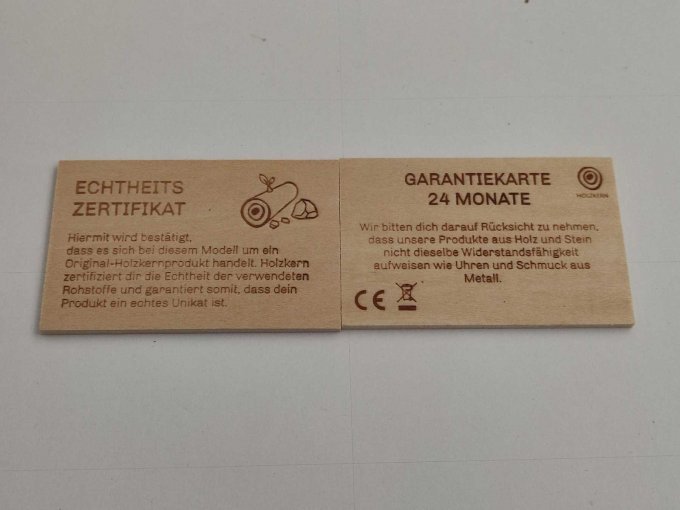 ECHTHEITS
ZERTIFIKAT
Hiermit wird bestätigt,
dass es sich bei diesem Modell um ein
Original-Holzkernprodukt handelt. Holzkern
zertifiziert dir die Echtheit der verwendeten
Rohstoffe und garantiert somit, dass dein
Produkt ein echtes Unikat ist.
GARANTIEKARTE
24 MONATE
HOLZKERN
Wir bitten dich darauf Rücksicht zu nehmen,
dass unsere Produkte aus Holz und Stein
nicht dieselbe Widerstandsfähigkeit
aufweisen wie Uhren und Schmuck aus
Metall.
CE